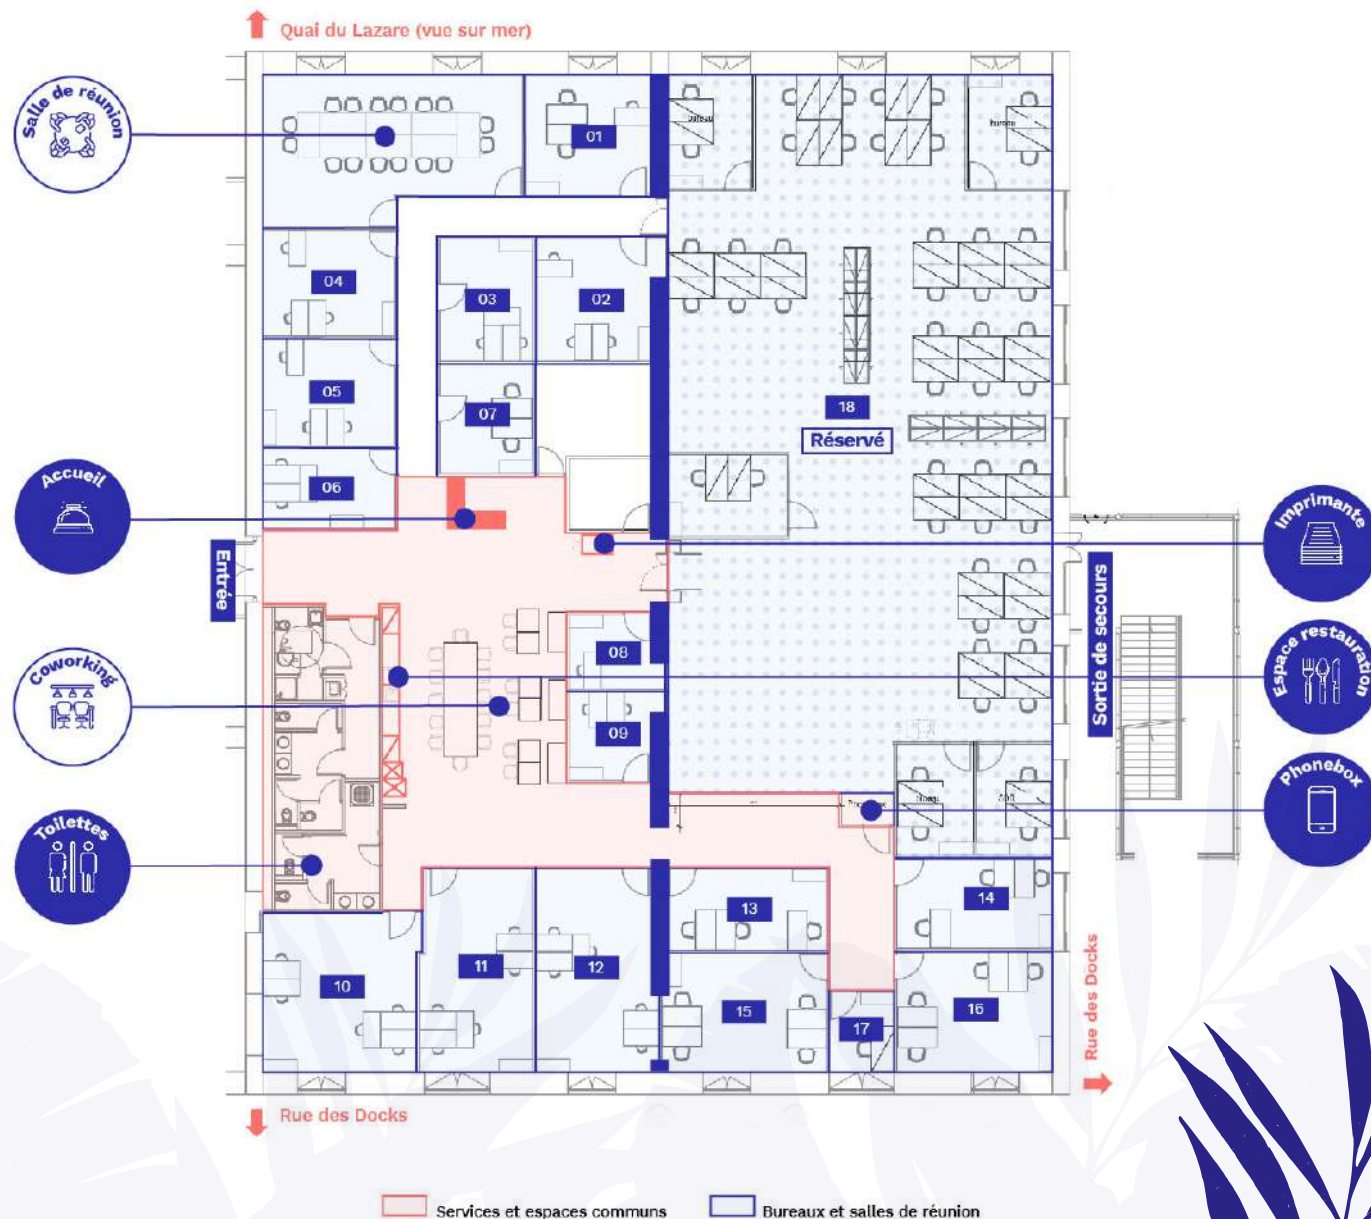 Quai du Lazare (vue sur mer)
Salle de réunion
01
bureau
bureau
04
03
02
05
07
18
Réservé
06
Accueil
Imprimante
Entrée
Sortie de secours
08
Espace restauration
Coworking
09
Phonebox
Toilettes
13
14
10
11
12
15
17
16
Rue des Docks
Rue des Docks
Services et espaces communs
Bureaux et salles de réunion